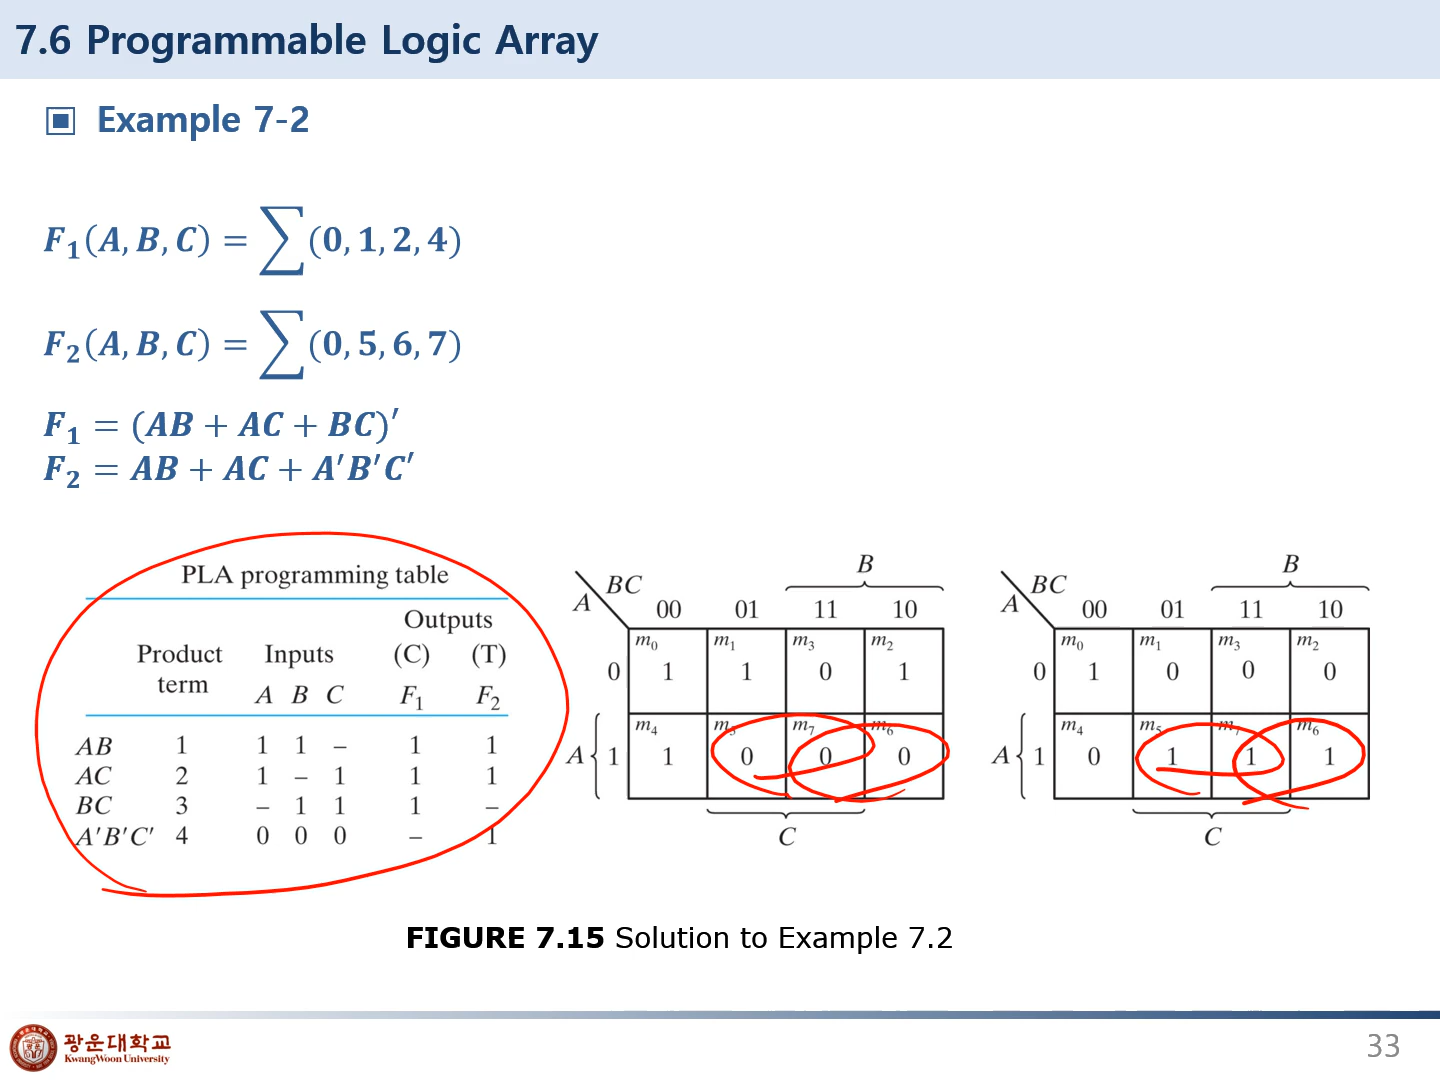 7.6 Programmable Logic Array
Example 7-2
F₁(A, B, C) = ∑(0, 1, 2, 4)
F₂(A, B, C) = ∑(0, 5, 6, 7)
F₁ = (AB + AC + BC)′
F₂ = AB + AC + A′B′C′
PLA programming table
Outputs
Product term Inputs (C) (T)
A B C F₁ F₂
AB 1 1 1 – 1 1
AC 2 1 – 1 1 1
BC 3 – 1 1 1 –
A′B′C′ 4 0 0 0 – 1
B
BC
A 00 01 11 10
m₀ m₁ m₃ m₂
0 1 1 0 1
m₄ m₅ m₇ m₆
A 1 1 0 0 0
C
B
BC
A 00 01 11 10
m₀ m₁ m₃ m₂
0 1 0 0 0
m₄ m₅ m₇ m₆
A 1 0 1 1 1
C
FIGURE 7.15 Solution to Example 7.2
광운대학교
KwangWoon University
33